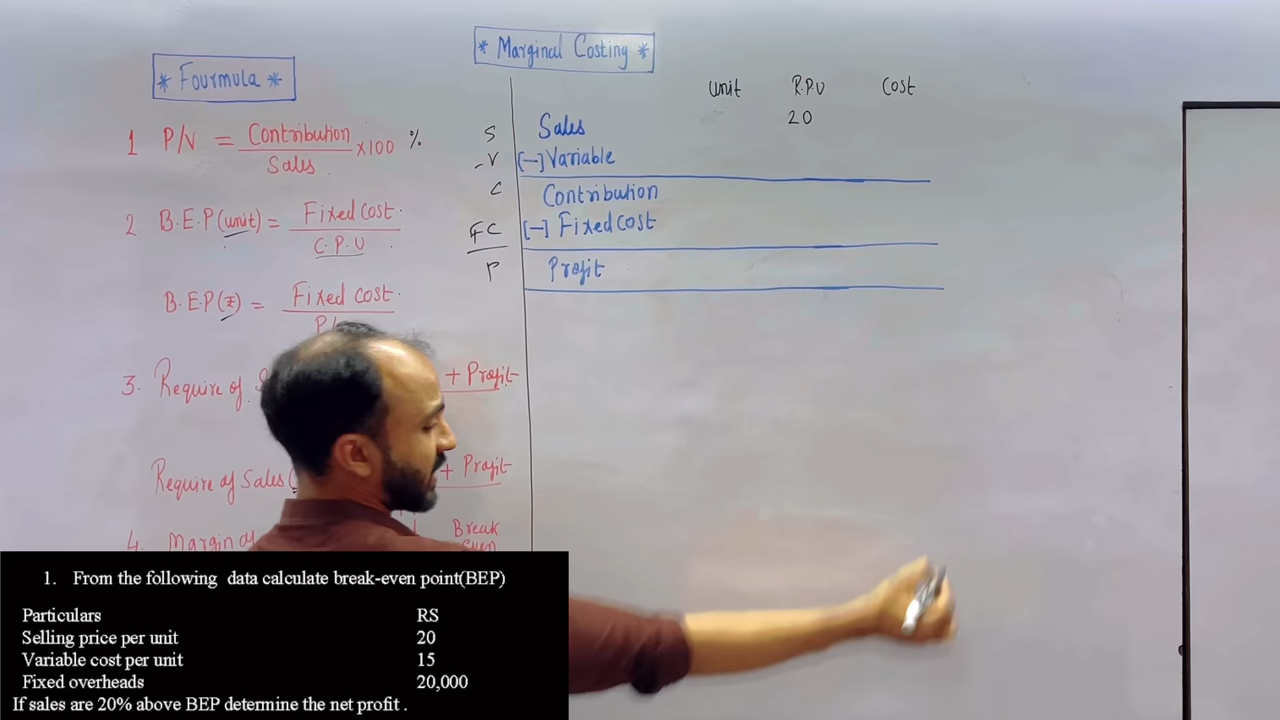 * Marginal Costing *
* Fourmula *
1 P/V = Contribution / Sales ×100 %
2. B.E.P(unit) = Fixed cost. / C.P.U.
B.E.P(₹) = Fixed cost. / P/
3. Require of + Profit
Require of Sales( + Profit
4. Margin of Break
Even
unit R.P.U Cost
S Sales 20
-V [-] Variable
C Contribution
FC [-] Fixed cost
P Profit
1. From the following data calculate break-even point(BEP)
Particulars RS
Selling price per unit 20
Variable cost per unit 15
Fixed overheads 20,000
If sales are 20% above BEP determine the net profit .